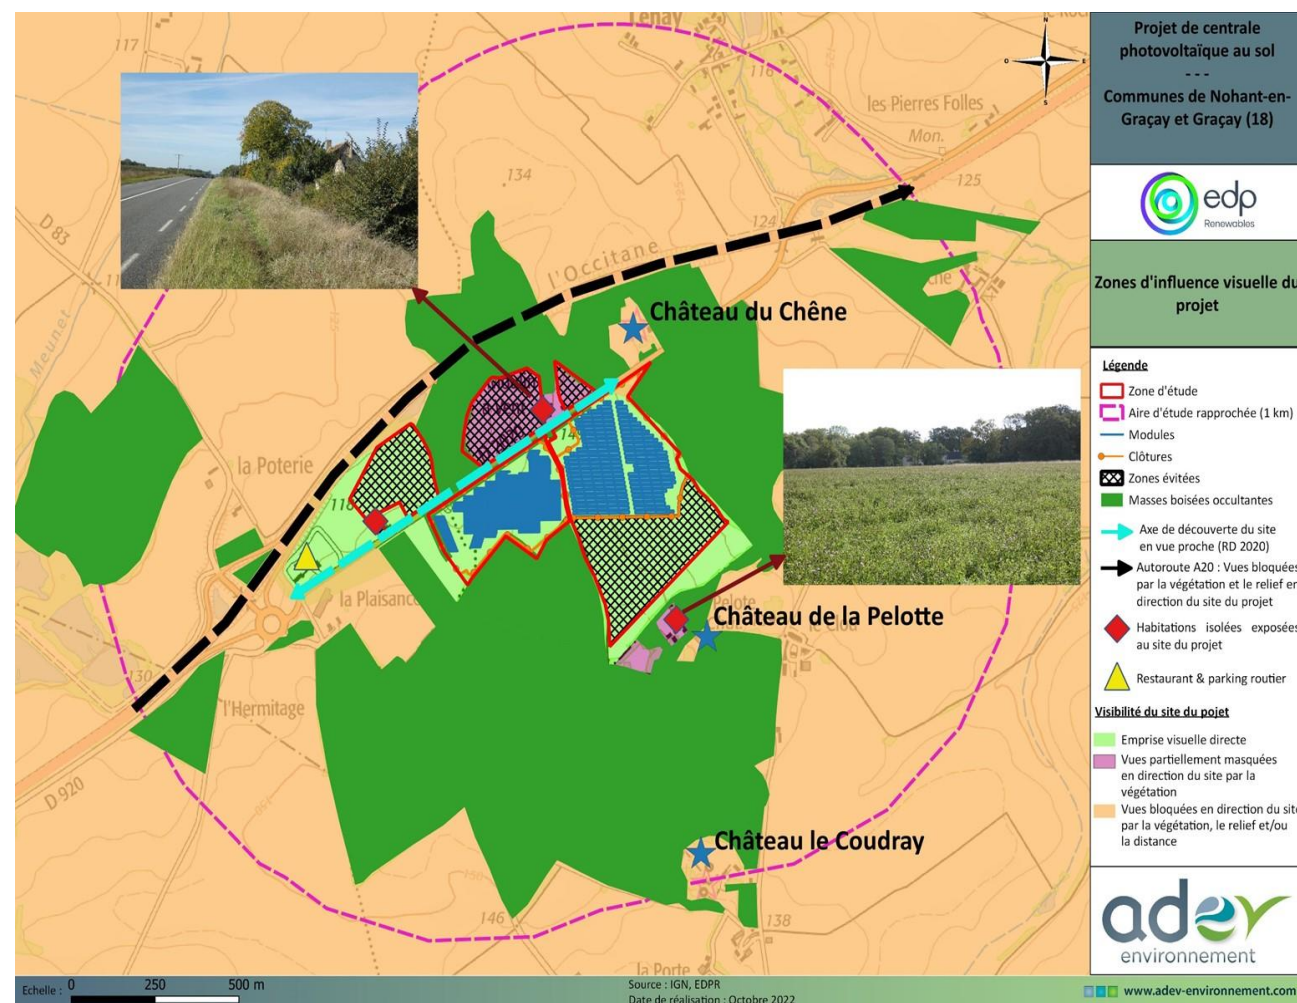 Projet de centrale
photovoltaïque au sol
- - -
Communes de Nohant-en-
Graçay et Graçay (18)
edp
Renewables
Zones d'influence visuelle du
projet
Légende
Zone d'étude
Aire d'étude rapprochée (1 km)
Modules
Clôtures
Zones évitées
Masses boisées occultantes
Axe de découverte du site
en vue proche (RD 2020)
Autoroute A20 : Vues bloquées
par la végétation et le relief en
direction du site du projet
Habitations isolées exposées
au site du projet
Restaurant & parking routier
Visibilité du site du pojet
Emprise visuelle directe
Vues partiellement masquées
en direction du site par la
végétation
Vues bloquées en direction du site
par la végétation, le relief et/ou
la distance
adev
environnement
www.adev-environnement.com
N
O
E
S
117
116
les Pierres Folles
Mon.
125
134
124
D 83
Meunet
l'Occitane
Château du Chêne
la Poterie
118
14
la Plaisance
Château de la Pelotte
Pelote
le Clou
130
l'Hermitage
D 920
Château le Coudray
146
138
la Porte
Echelle :
0
250
500 m
Source : IGN, EDPR
Date de réalisation : Octobre 2022